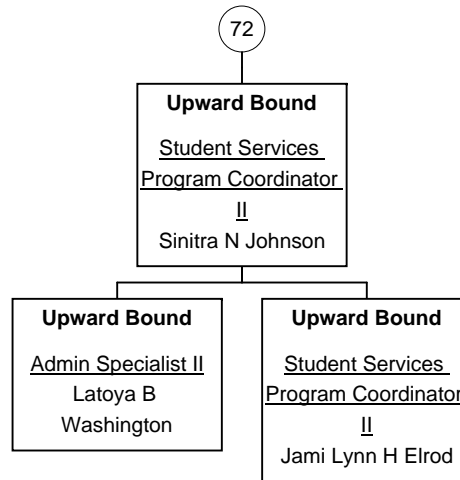 72
Upward Bound
Student Services
Program Coordinator
II
Sinitra N Johnson
Upward Bound
Admin Specialist II
Latoya B
Washington
Upward Bound
Student Services
Program Coordinator
II
Jami Lynn H Elrod